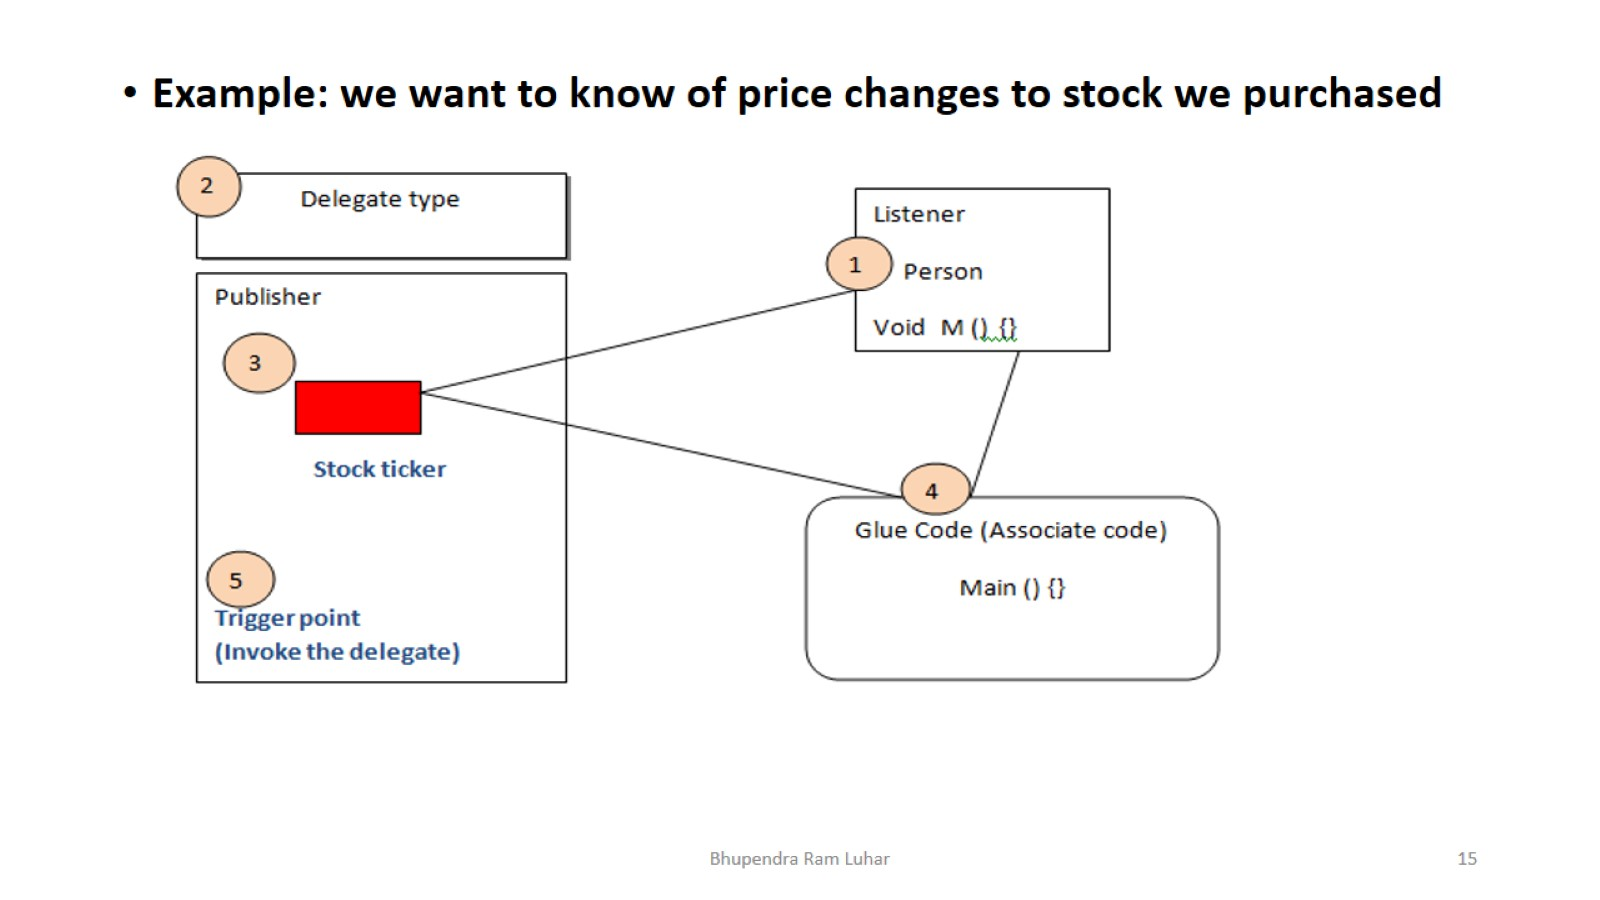 • Example: we want to know of price changes to stock we purchased
2
Delegate type
Publisher
3
Stock ticker
5
Trigger point
(Invoke the delegate)
Listener
1
Person
Void M () {}
4
Glue Code (Associate code)
Main () {}
Bhupendra Ram Luhar
15